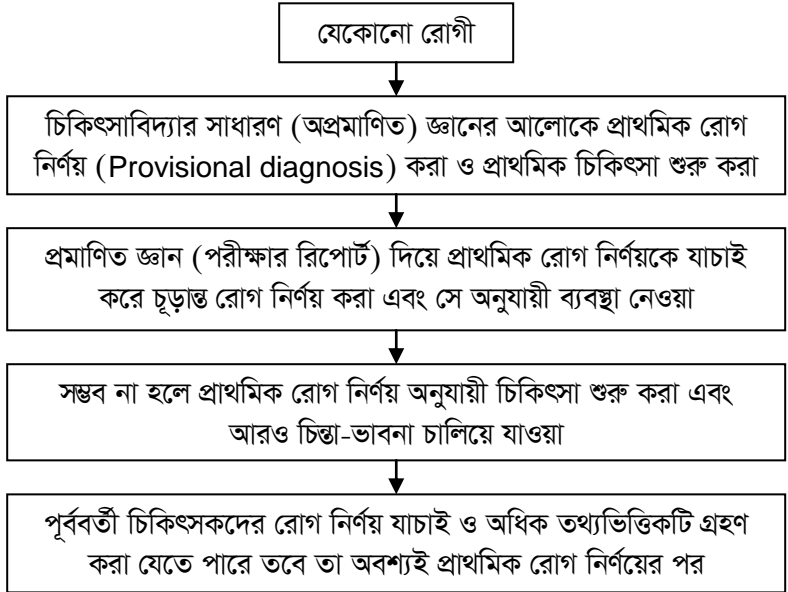 যেকোনো রোগী
চিকিৎসাবিদ্যার সাধারণ (অপ্রমাণিত) জ্ঞানের আলোকে প্রাথমিক রোগ
নির্ণয় (Provisional diagnosis) করা ও প্রাথমিক চিকিৎসা শুরু করা
প্রমাণিত জ্ঞান (পরীক্ষার রিপোর্ট) দিয়ে প্রাথমিক রোগ নির্ণয়কে যাচাই
করে চূড়ান্ত রোগ নির্ণয় করা এবং সে অনুযায়ী ব্যবস্থা নেওয়া
সম্ভব না হলে প্রাথমিক রোগ নির্ণয় অনুযায়ী চিকিৎসা শুরু করা এবং
আরও চিন্তা-ভাবনা চালিয়ে যাওয়া
পূর্ববর্তী চিকিৎসকদের রোগ নির্ণয় যাচাই ও অধিক তথ্যভিত্তিকটি গ্রহণ
করা যেতে পারে তবে তা অবশ্যই প্রাথমিক রোগ নির্ণয়ের পর